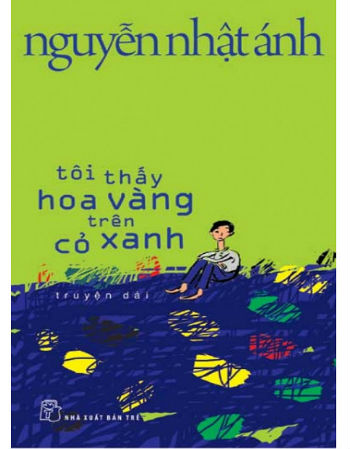 nguyễn nhật ánh
tôi thấy
hoa vàng
trên
cỏ xanh
truyện dài
NHÀ XUẤT BẢN TRẺ